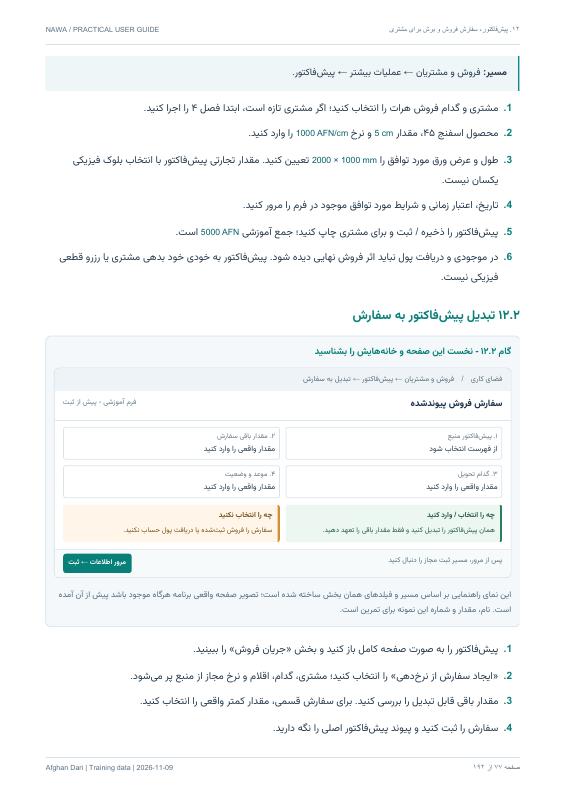 NAWA / PRACTICAL USER GUIDE
۱۲. پیش‌فاکتور، سفارش فروش و برش برای مشتری
مسیر: فروش و مشتریان ← عملیات بیشتر ← پیش‌فاکتور.
1. مشتری و گدام فروش هرات را انتخاب کنید؛ اگر مشتری تازه است، ابتدا فصل ۴ را اجرا کنید.
2. محصول اسفنج ۴۵، مقدار 5 cm و نرخ 1000 AFN/cm را وارد کنید.
3. طول و عرض ورق مورد توافق را 2000 × 1000 mm تعیین کنید. مقدار تجارتی پیش‌فاکتور با انتخاب بلوک فیزیکی
یکسان نیست.
4. تاریخ، اعتبار زمانی و شرایط مورد توافق موجود در فرم را مرور کنید.
5. پیش‌فاکتور را ذخیره / ثبت و برای مشتری چاپ کنید؛ جمع آموزشی 5000 AFN است.
6. در موجودی و دریافت پول نباید اثر فروش نهایی دیده شود. پیش‌فاکتور به خودی خود بدهی مشتری یا رزرو قطعی
فیزیکی نیست.
۱۲.۲ تبدیل پیش‌فاکتور به سفارش
گام ۱۲.۲ - نخست این صفحه و خانه‌هایش را بشناسید
فضای کاری / فروش و مشتریان ← پیش‌فاکتور ← تبدیل به سفارش
سفارش فروش پیوندشده
فرم آموزشی - پیش از ثبت
۱. پیش‌فاکتور منبع
از فهرست انتخاب شود
۲. مقدار باقی سفارش
مقدار واقعی را وارد کنید
۳. گدام تحویل
مقدار واقعی را وارد کنید
۴. موعد و وضعیت
مقدار واقعی را وارد کنید
چه را انتخاب / وارد کنید
همان پیش‌فاکتور را تبدیل کنید و فقط مقدار باقی را تعهد دهید.
چه را انتخاب نکنید
سفارش را فروش ثبت‌شده یا دریافت پول حساب نکنید.
پس از مرور، مسیر ثبت مجاز را دنبال کنید.
مرور اطلاعات ← ثبت
این نمای راهنمایی بر اساس مسیر و فیلدهای همان بخش ساخته شده است؛ تصویر صفحه واقعی برنامه هرگاه موجود باشد پیش از آن آمده
است. نام، مقدار و شماره این نمونه برای تمرین است.
1. پیش‌فاکتور را به صورت صفحه کامل باز کنید و بخش «جریان فروش» را ببینید.
2. «ایجاد سفارش از نرخ‌دهی» را انتخاب کنید؛ مشتری، گدام، اقلام و نرخ مجاز از منبع پر می‌شود.
3. مقدار باقی قابل تبدیل را بررسی کنید. برای سفارش قسمی، مقدار کمتر واقعی را انتخاب کنید.
4. سفارش را ثبت کنید و پیوند پیش‌فاکتور اصلی را نگه دارید.
Afghan Dari | Training data | 2026-11-09
صفحه ۷۷ از ۱۹۲